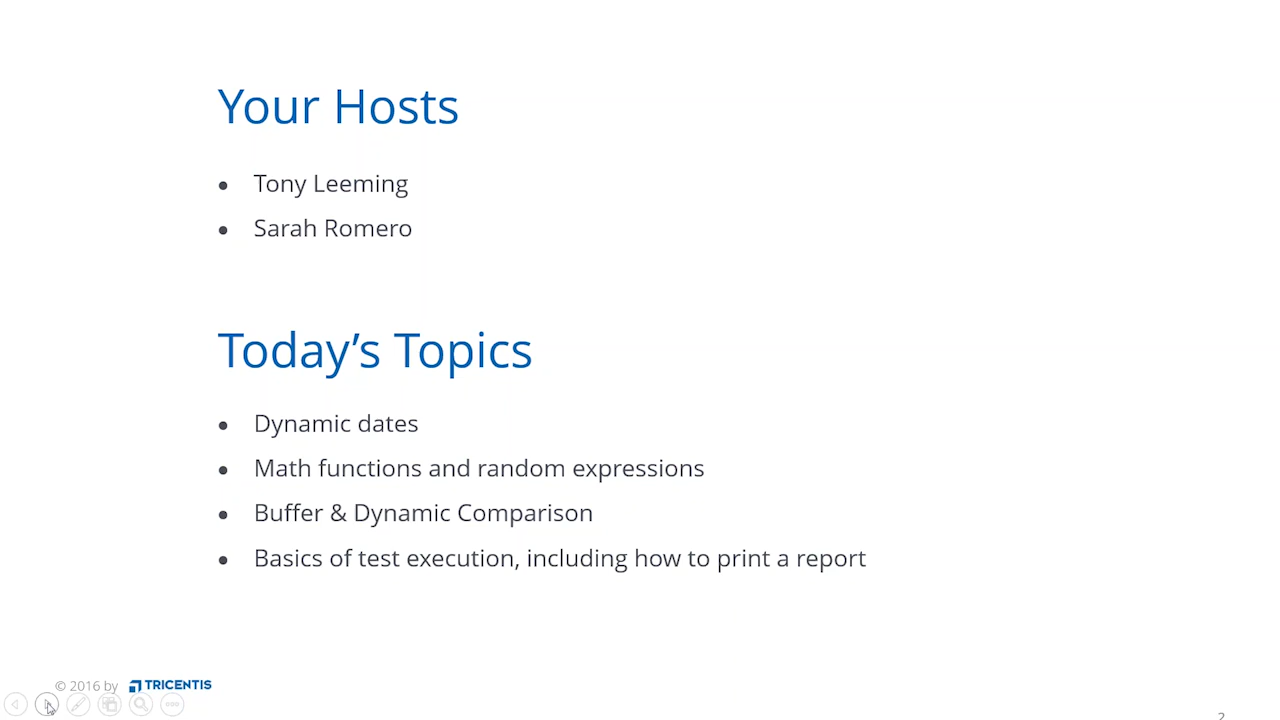 Your Hosts
• Tony Leeming
• Sarah Romero
Today’s Topics
• Dynamic dates
• Math functions and random expressions
• Buffer & Dynamic Comparison
• Basics of test execution, including how to print a report
© 2016 by TRICENTIS
2